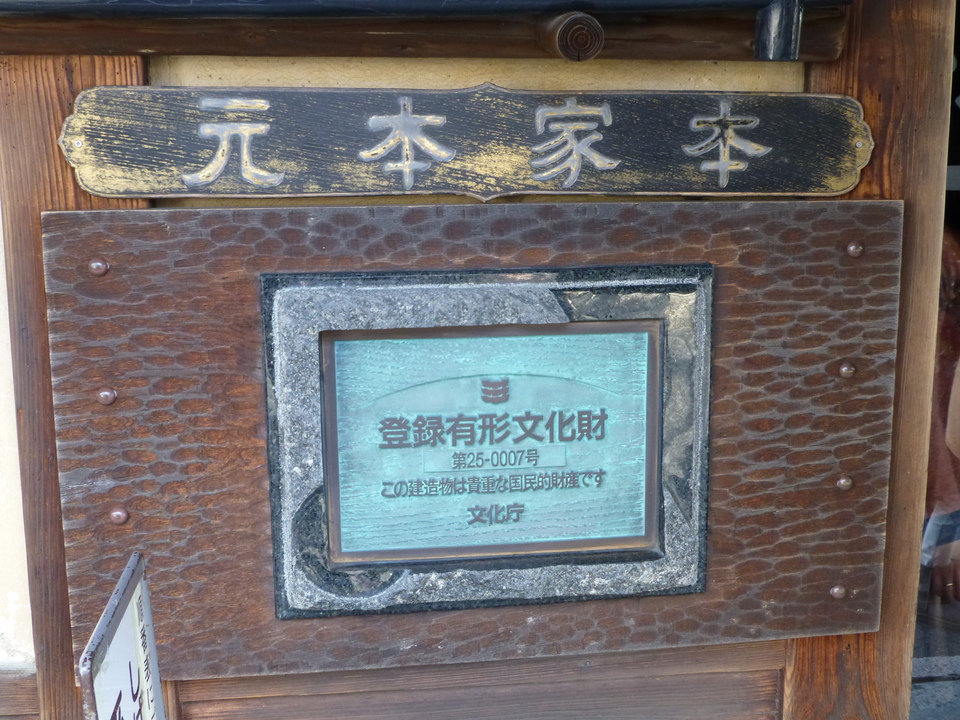 元本家本
登録有形文化財
第25-0007号
この建造物は貴重な国民的財産です
文化庁